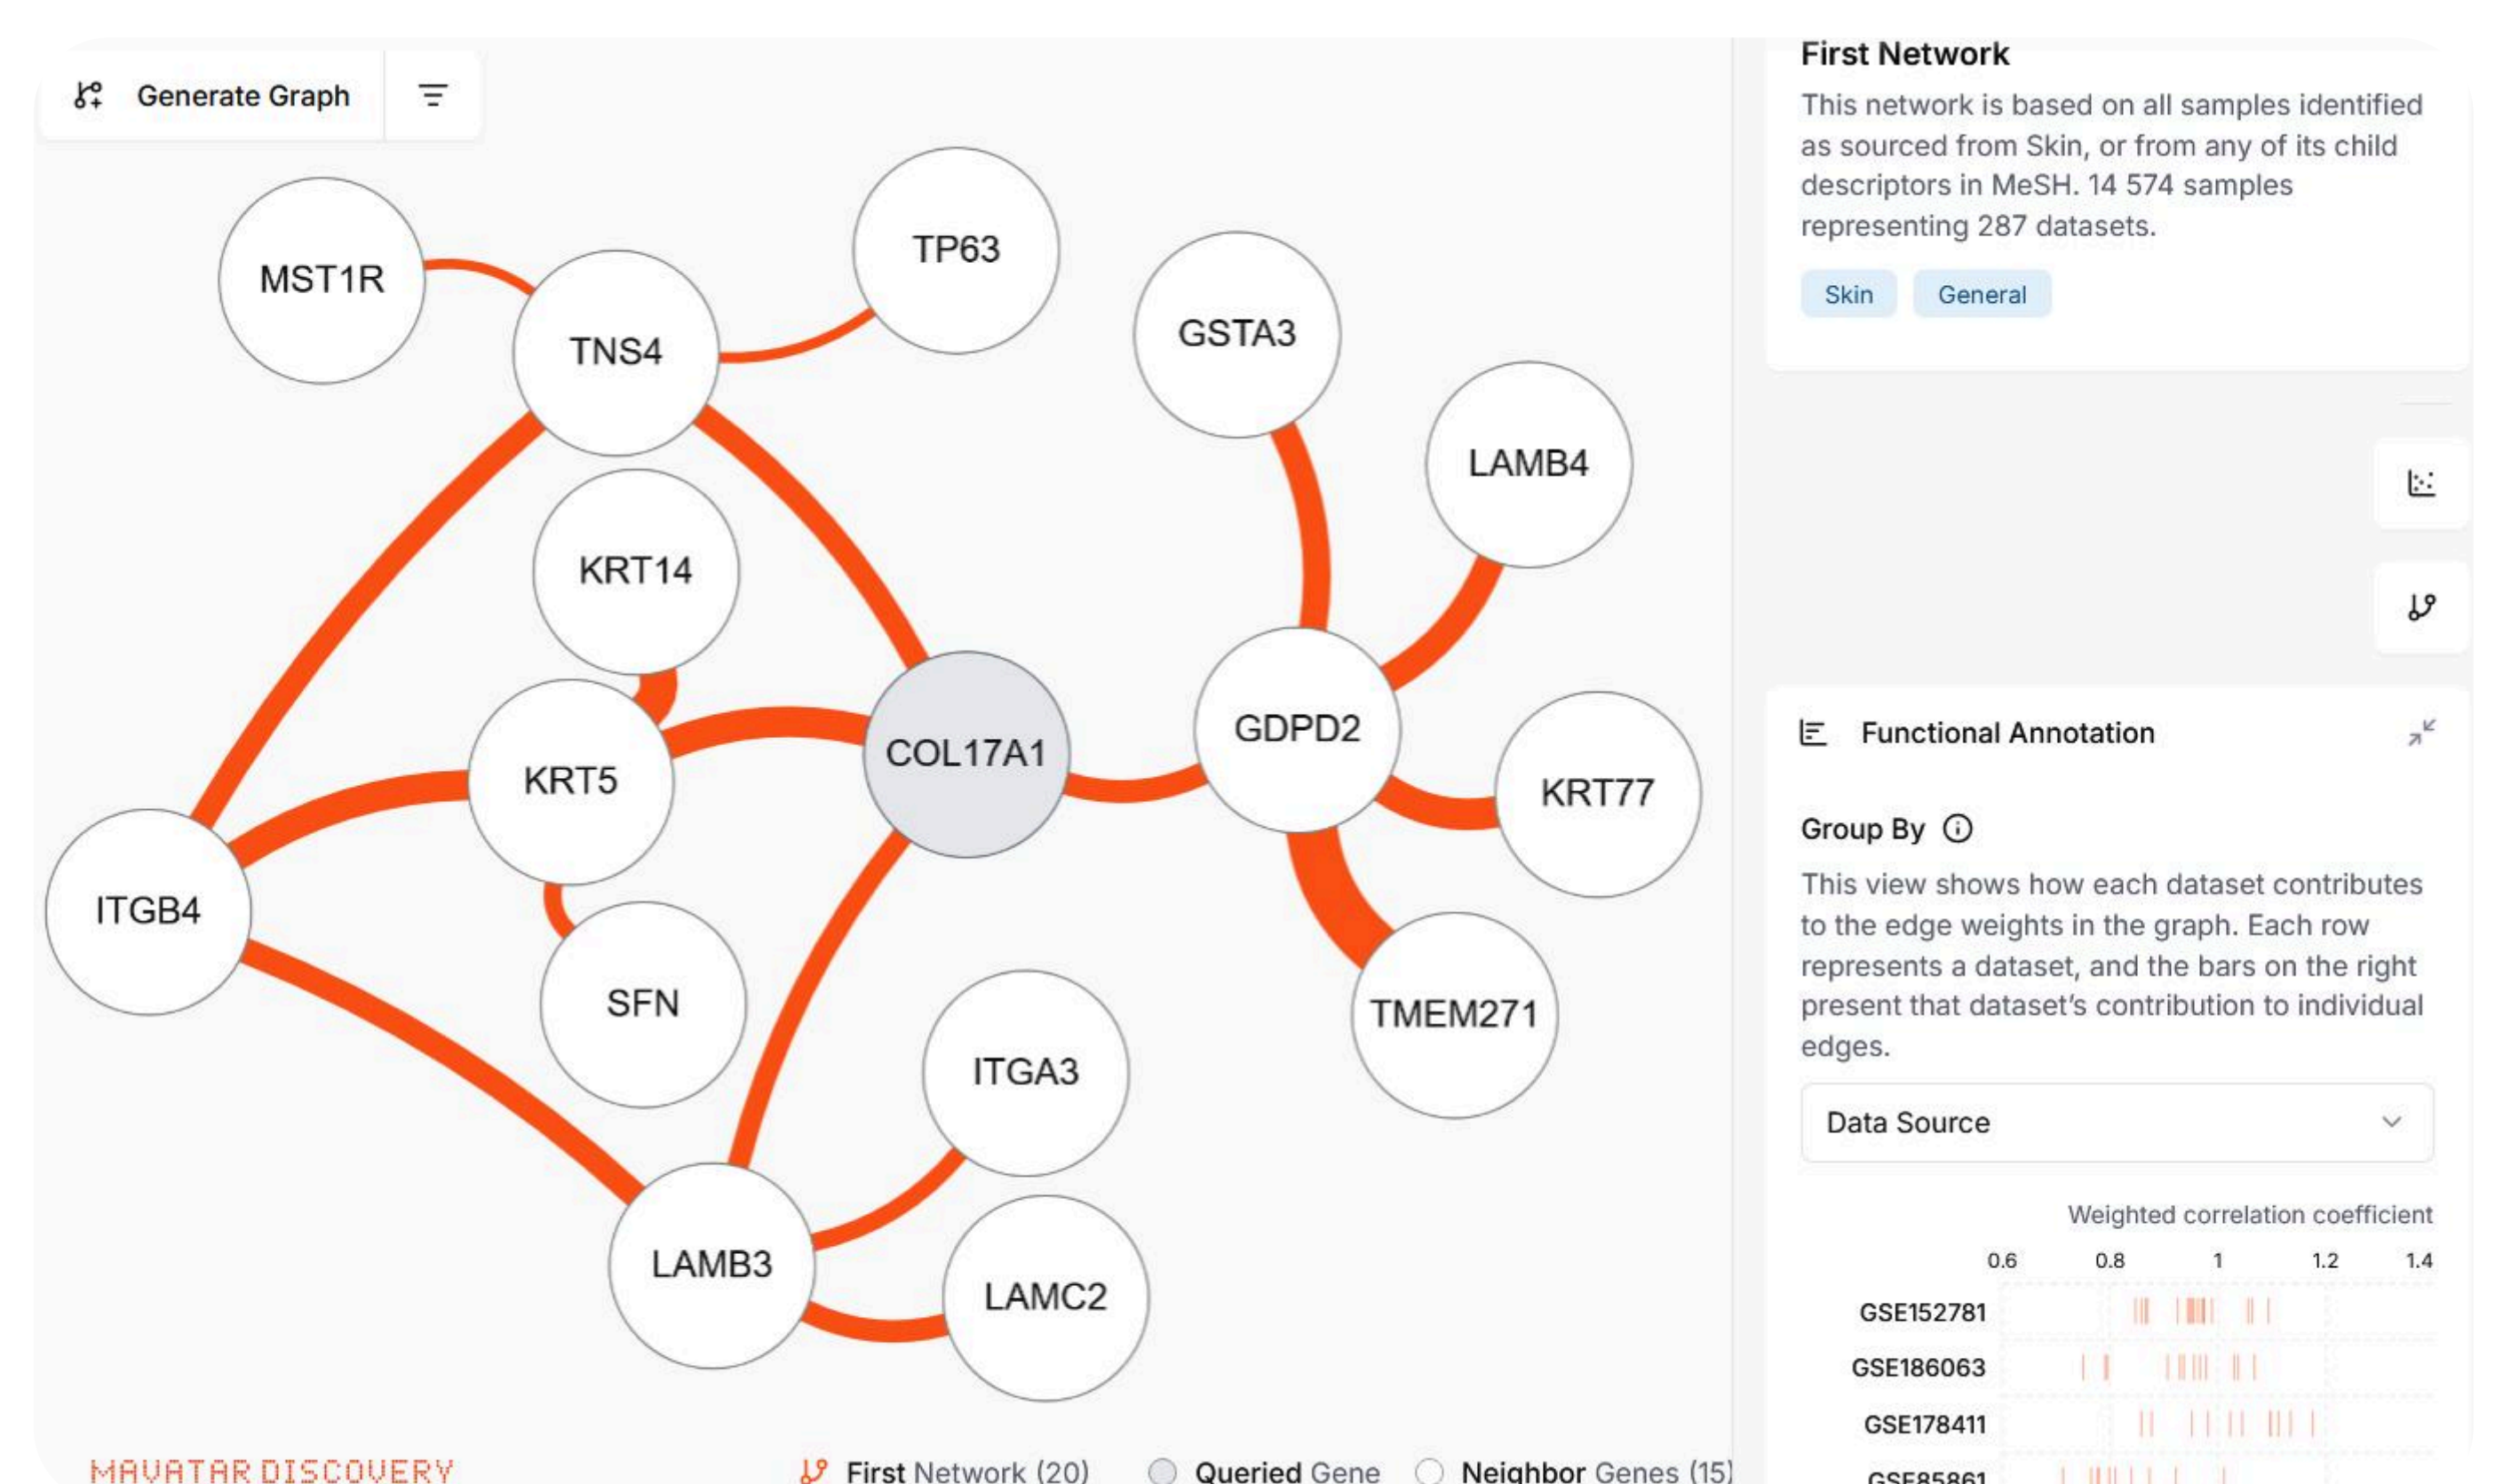 Generate Graph
MST1R
TNS4
TP63
GSTA3
LAMB4
KRT14
KRT5
COL17A1
GDPD2
KRT77
ITGB4
SFN
ITGA3
TMEM271
LAMB3
LAMC2
MAVATAR DISCOVERY
First Network (20)
Queried Gene
Neighbor Genes (15)
First Network
This network is based on all samples identified
as sourced from Skin, or from any of its child
descriptors in MeSH. 14 574 samples
representing 287 datasets.
Skin
General
Functional Annotation
Group By
This view shows how each dataset contributes
to the edge weights in the graph. Each row
represents a dataset, and the bars on the right
present that dataset's contribution to individual
edges.
Data Source
Weighted correlation coefficient
0.6 0.8 1 1.2 1.4
GSE152781
GSE186063
GSE178411
GSE85861